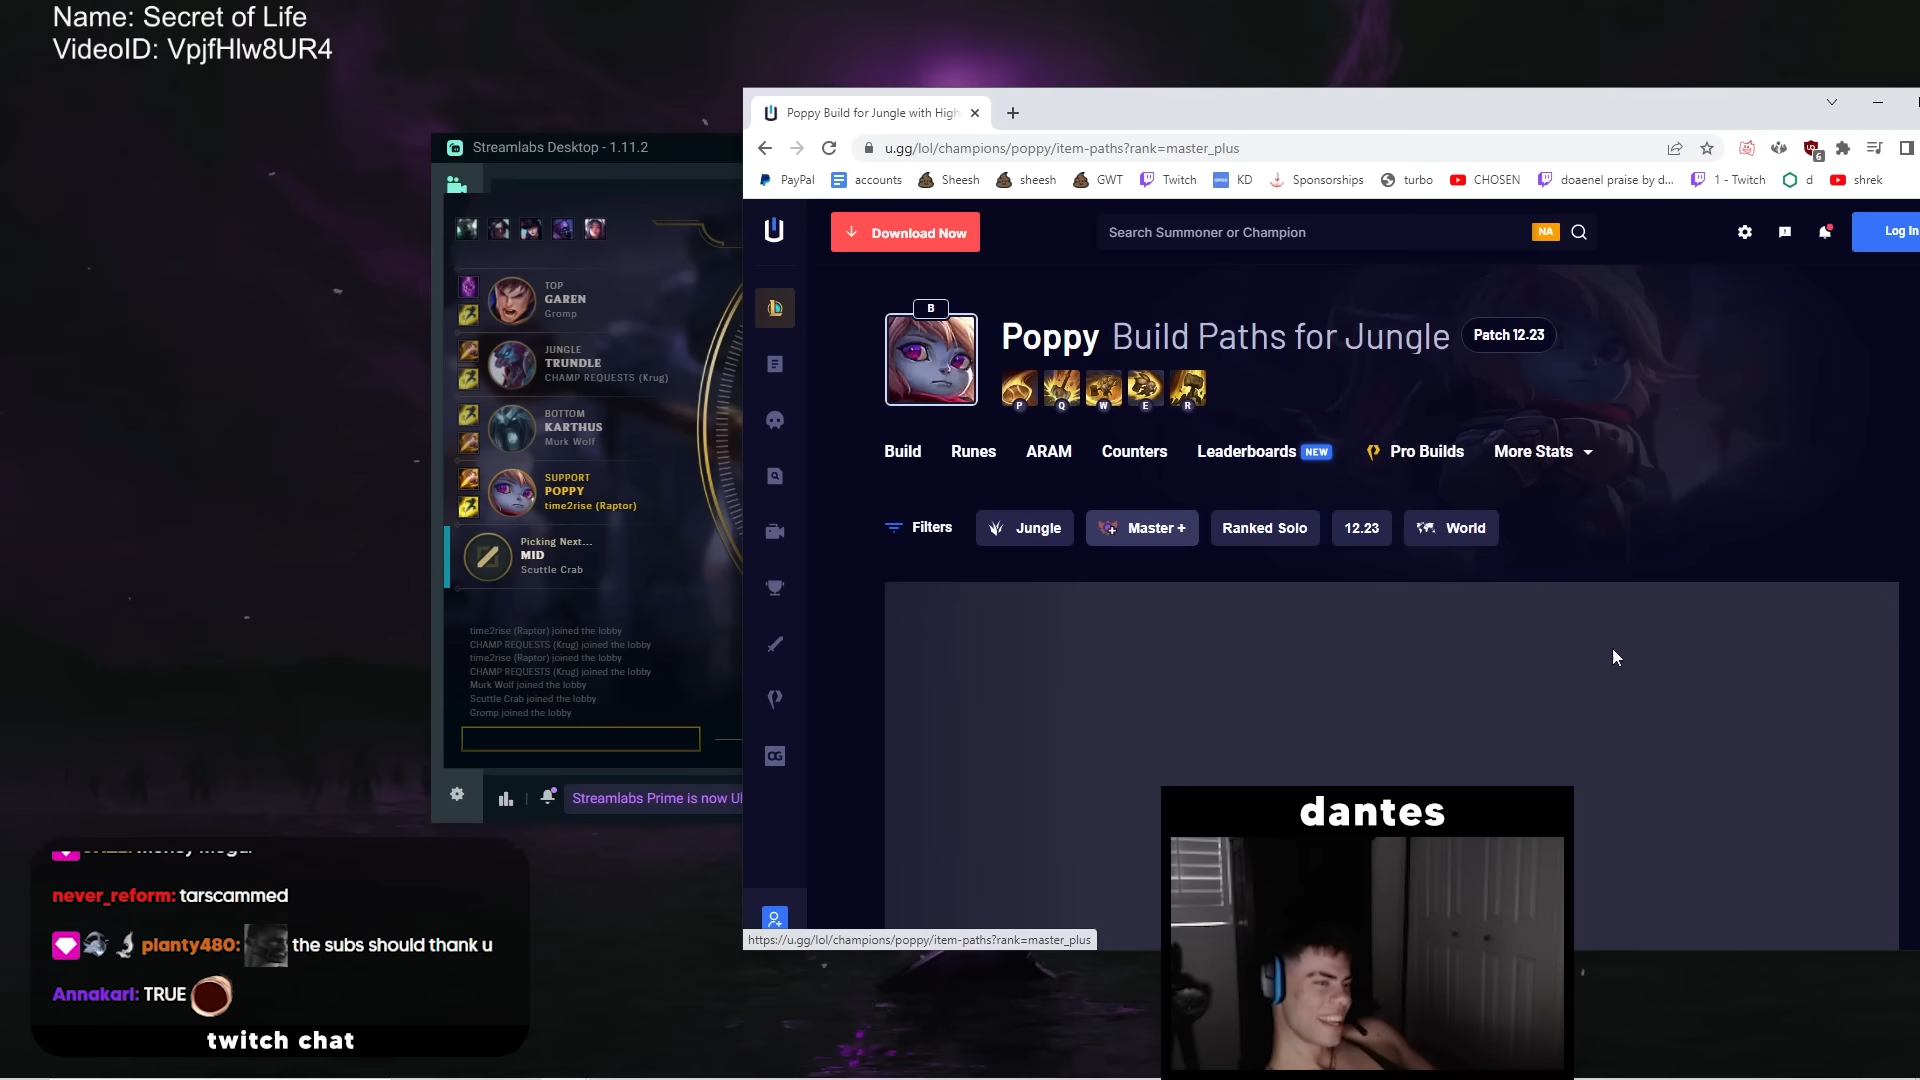 Name: Secret of Life
VideoID: VpjfHlw8UR4
Poppy Build for Jungle with High
Streamlabs Desktop - 1.11.2
u.gg/lol/champions/poppy/item-paths?rank=master_plus
6
PayPal accounts Sheesh sheesh GWT Twitch KD Sponsorships turbo CHOSEN doaenel praise by d... 1 - Twitch d shrek
Download Now
Search Summoner or Champion
NA
Log In
TOP
GAREN
Gromp
B
Poppy Build Paths for Jungle
Patch 12.23
JUNGLE
TRUNDLE
CHAMP REQUESTS (Krug)
P Q W E R
BOTTOM
KARTHUS
Murk Wolf
Build Runes ARAM Counters Leaderboards NEW Pro Builds More Stats
SUPPORT
POPPY
time2rise (Raptor)
Filters Jungle Master + Ranked Solo 12.23 World
Picking Next...
MID
Scuttle Crab
time2rise (Raptor) joined the lobby
CHAMP REQUESTS (Krug) joined the lobby
time2rise (Raptor) joined the lobby
CHAMP REQUESTS (Krug) joined the lobby
Murk Wolf joined the lobby
Scuttle Crab joined the lobby
Gromp joined the lobby
OG
Streamlabs Prime is now Ul
dantes
never_reform: tarscammed
planty480: the subs should thank u
https://u.gg/lol/champions/poppy/item-paths?rank=master_plus
Annakarl: TRUE
twitch chat